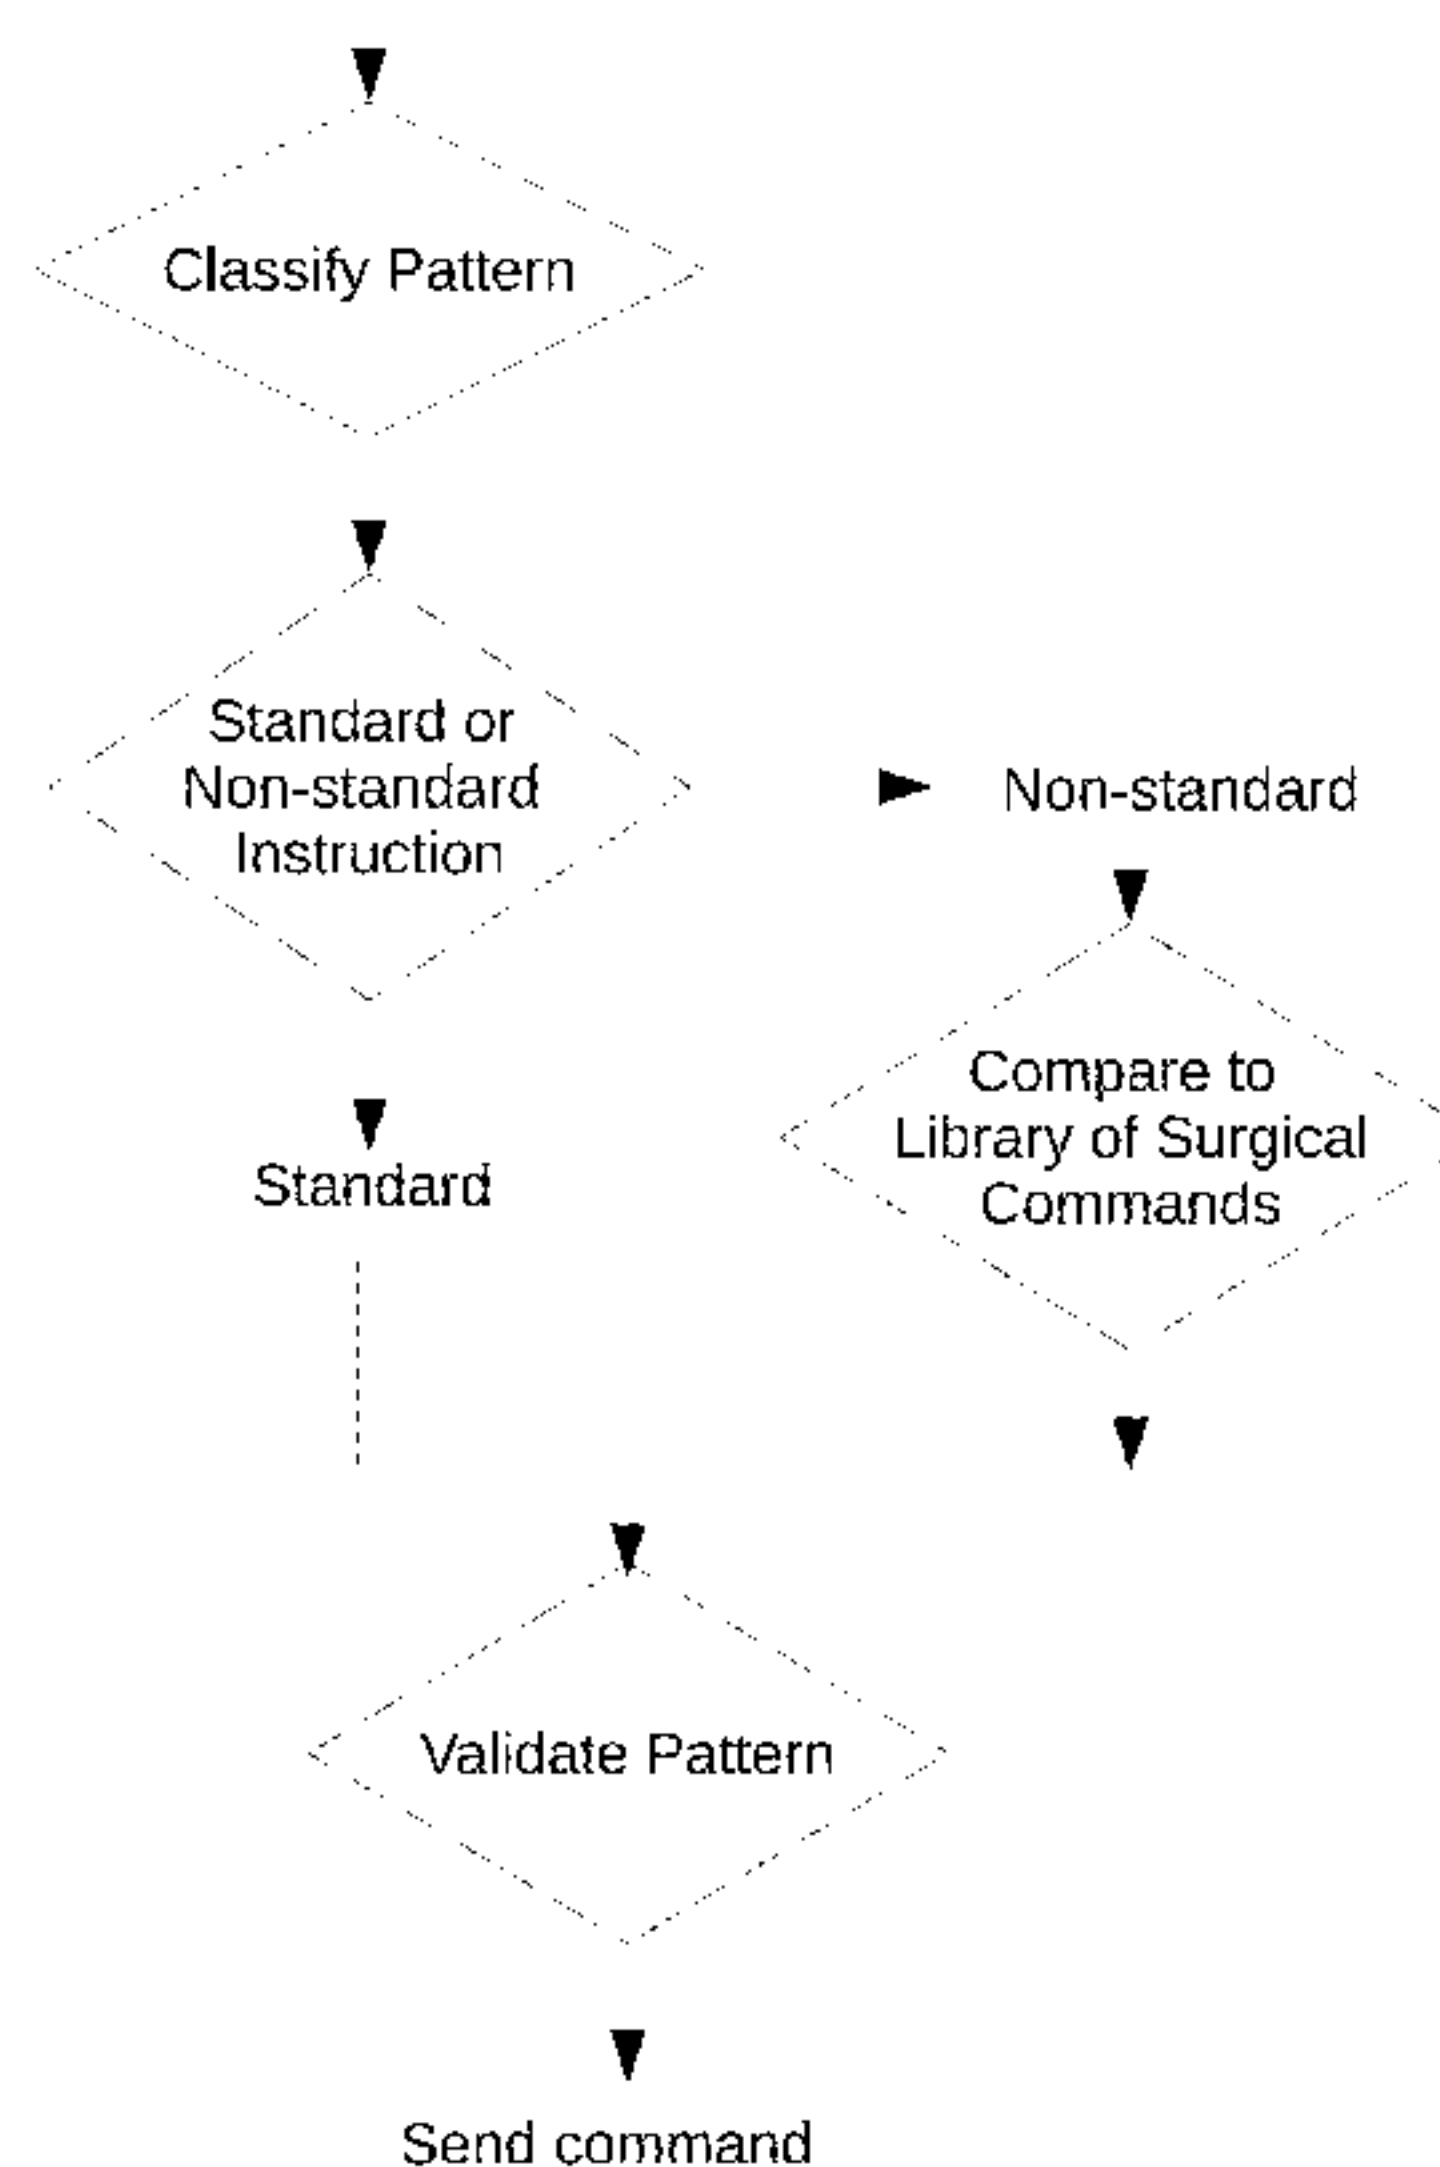 Classify Pattern
Standard or
Non-standard
Instruction
Non-standard
Compare to
Library of Surgical
Commands
Standard
Validate Pattern
Send command